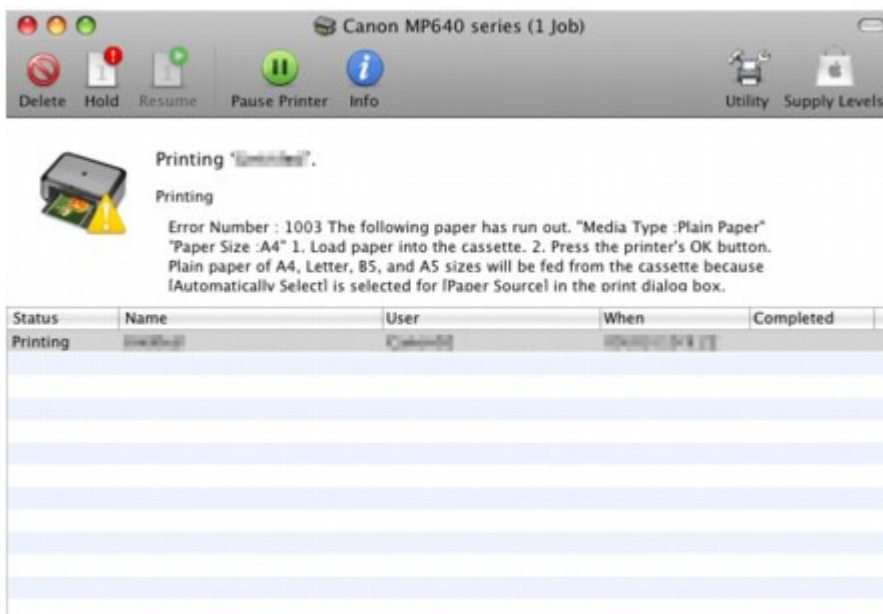 Canon MP640 series (1 Job)
Delete Hold Resume Pause Printer Info Utility Supply Levels
Printing "
Printing
Error Number : 1003 The following paper has run out. "Media Type :Plain Paper"
"Paper Size :A4" 1. Load paper into the cassette. 2. Press the printer's OK button.
Plain paper of A4, Letter, B5, and A5 sizes will be fed from the cassette because
[Automatically Select] is selected for [Paper Source] in the print dialog box.
Status Name User When Completed
Printing